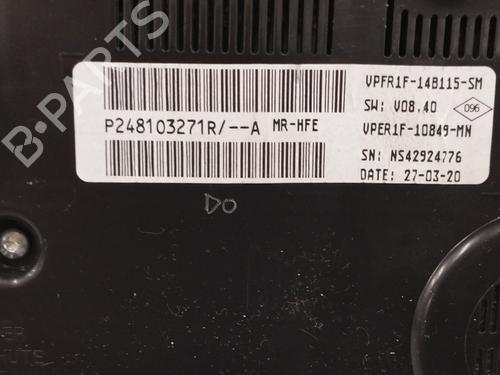 VPFR1F-14B115-SM
SW: V08.40
096
P248103271R/--A MR-HFE
VPER1F-10849-MN
SN: NS42924776
DATE: 27-03-20
DO
B-PARTS